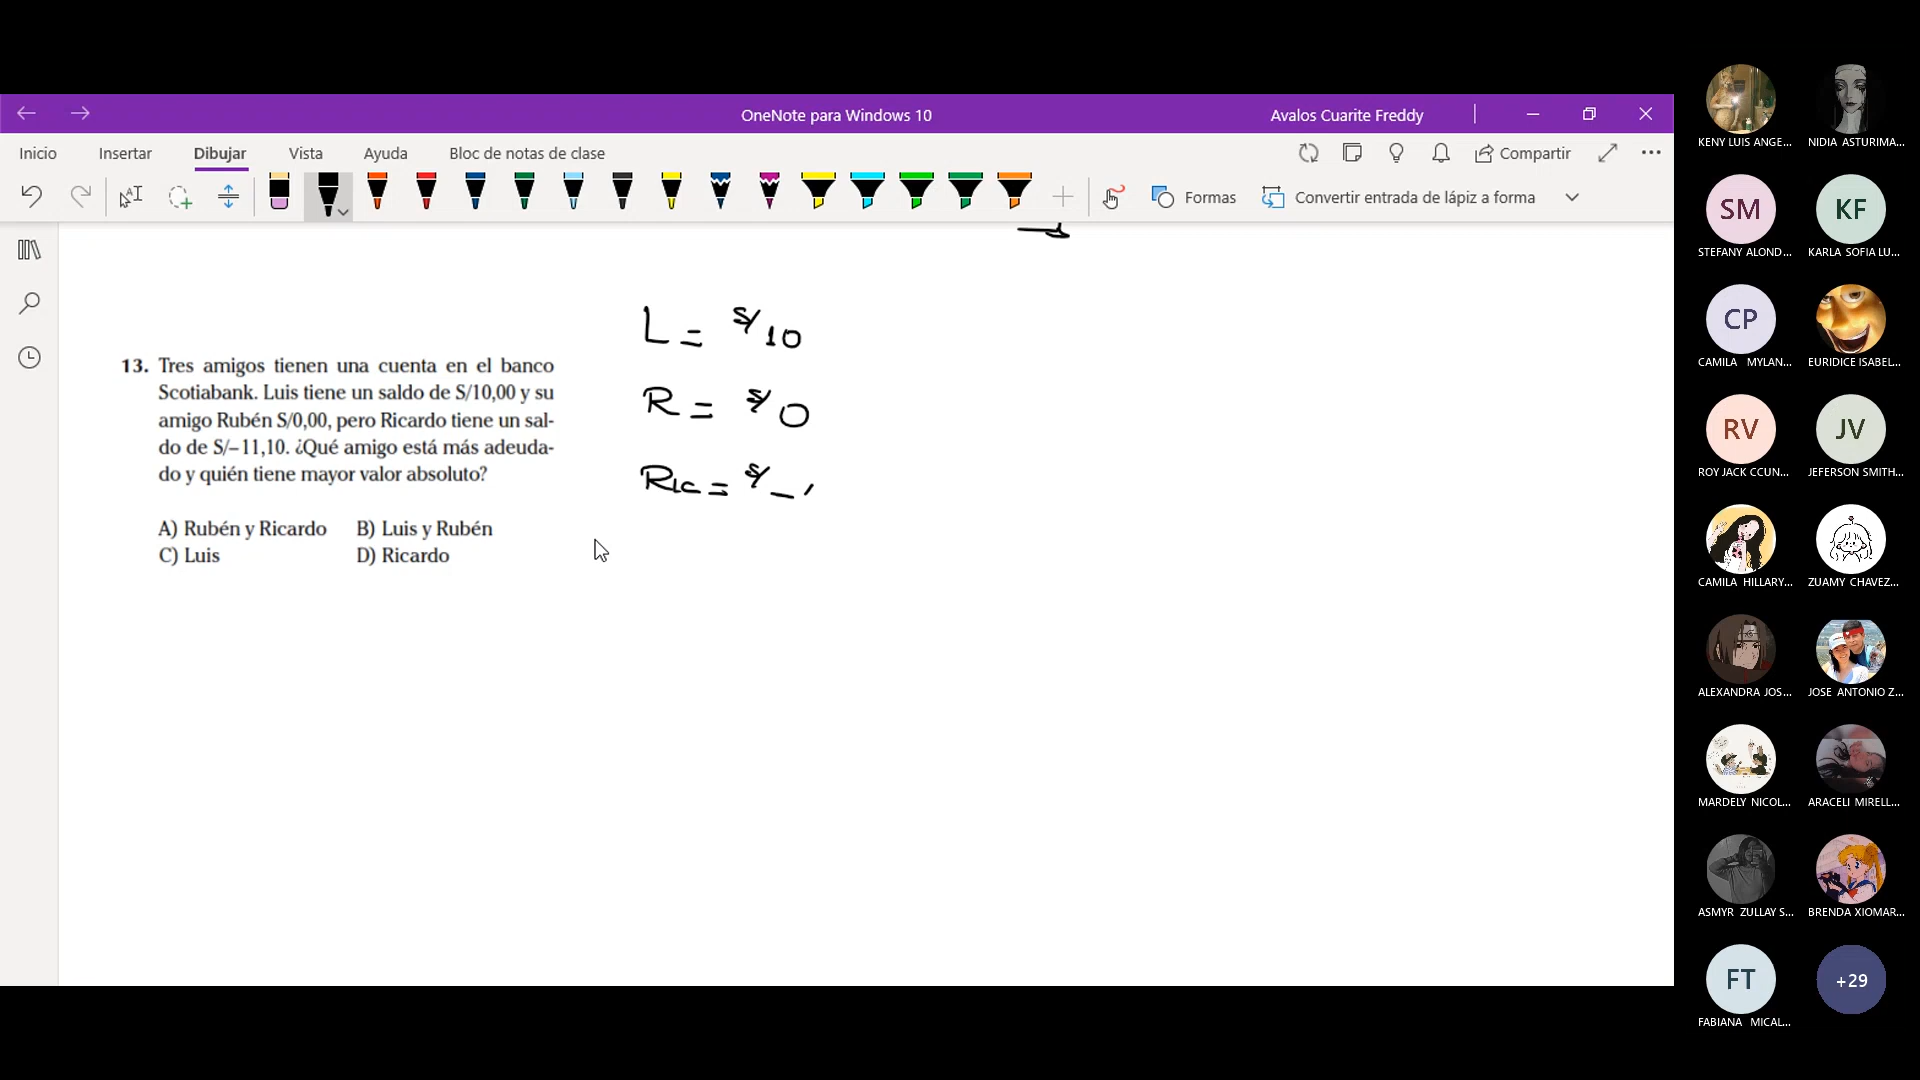 OneNote para Windows 10
Avalos Cuarite Freddy
Inicio Insertar Dibujar Vista Ayuda Bloc de notas de clase
Compartir
Formas
Convertir entrada de lápiz a forma
13. Tres amigos tienen una cuenta en el banco
Scotiabank. Luis tiene un saldo de S/10,00 y su
amigo Rubén S/0,00, pero Ricardo tiene un sal-
do de S/–11,10. ¿Qué amigo está más adeuda-
do y quién tiene mayor valor absoluto?
A) Rubén y Ricardo B) Luis y Rubén
C) Luis D) Ricardo
L = S/ 10
R = S/ 0
Ric = S/ –
KENY LUIS ANGE... NIDIA ASTURIMA...
SM KF
STEFANY ALOND... KARLA SOFIA LU...
CP
CAMILA MYLAN... EURIDICE ISABEL...
RV JV
ROY JACK CCUN... JEFERSON SMITH...
CAMILA HILLARY... ZUAMY CHAVEZ...
ALEXANDRA JOS... JOSE ANTONIO Z...
MARDELY NICOL... ARACELI MIRELL...
ASMYR ZULLAY S... BRENDA XIOMAR...
FT +29
FABIANA MICAL...